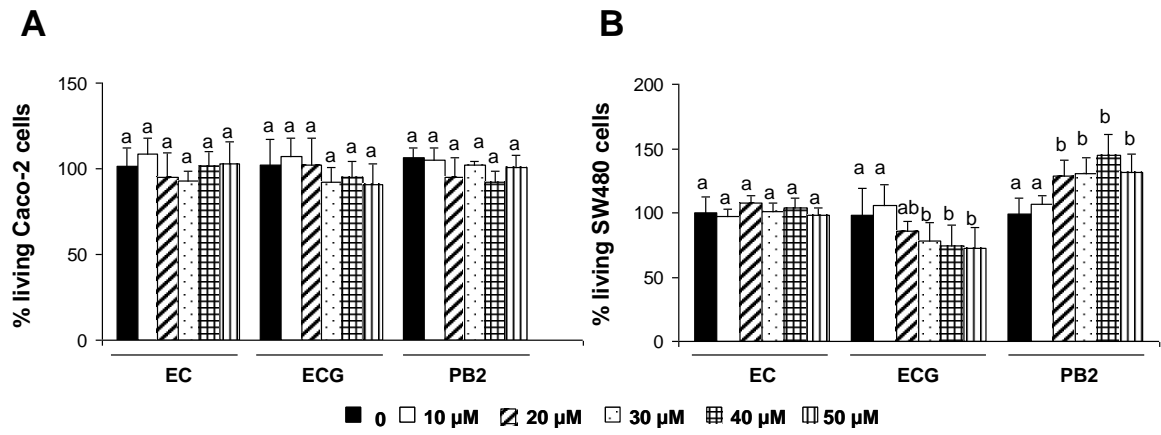 A
B
% living Caco-2 cells
150
100
50
0
a a a a a a
a a a a a a
a a a a a a
EC ECG PB2
% living SW480 cells
200
150
100
50
0
a a a a a a
a a ab b b b
a a b b b b
EC ECG PB2
0 10 µM 20 µM 30 µM 40 µM 50 µM